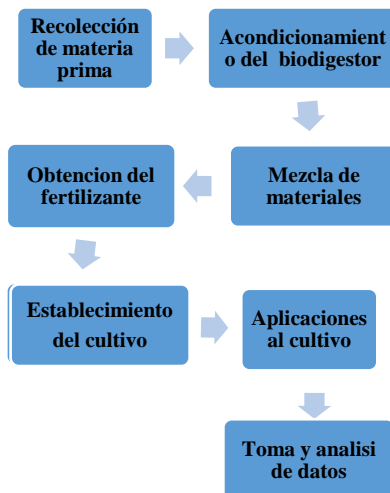 Recolección
de materia
prima
Acondicionamient
o del biodigestor
Mezcla de
materiales
Obtencion del
fertilizante
Establecimiento
del cultivo
Aplicaciones
al cultivo
Toma y analisi
de datos